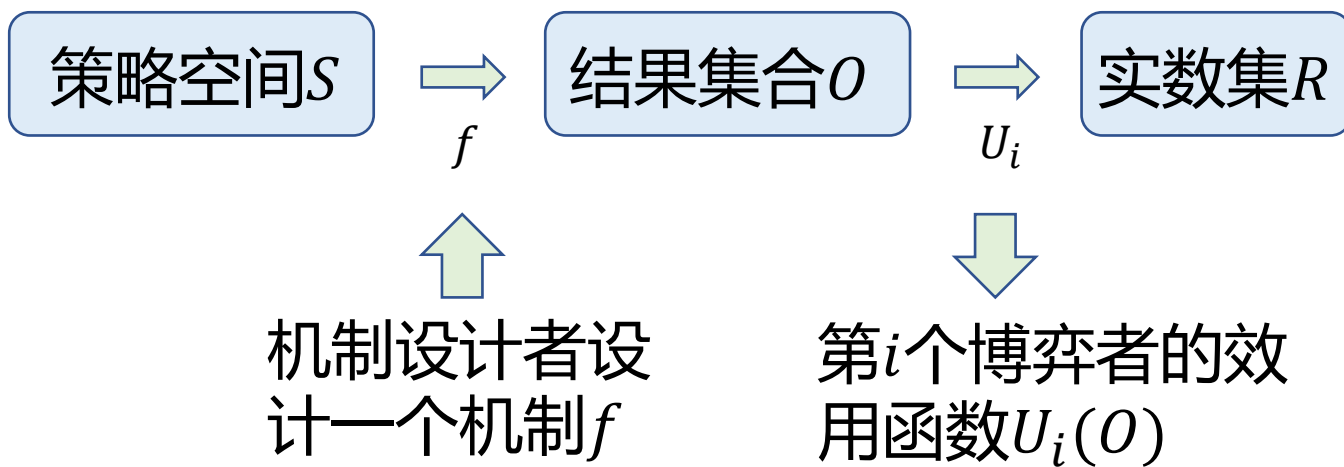 策略空间S
结果集合O
实数集R
f
U_i
机制设计者设
计一个机制f
第i个博弈者的效
用函数U_i(O)